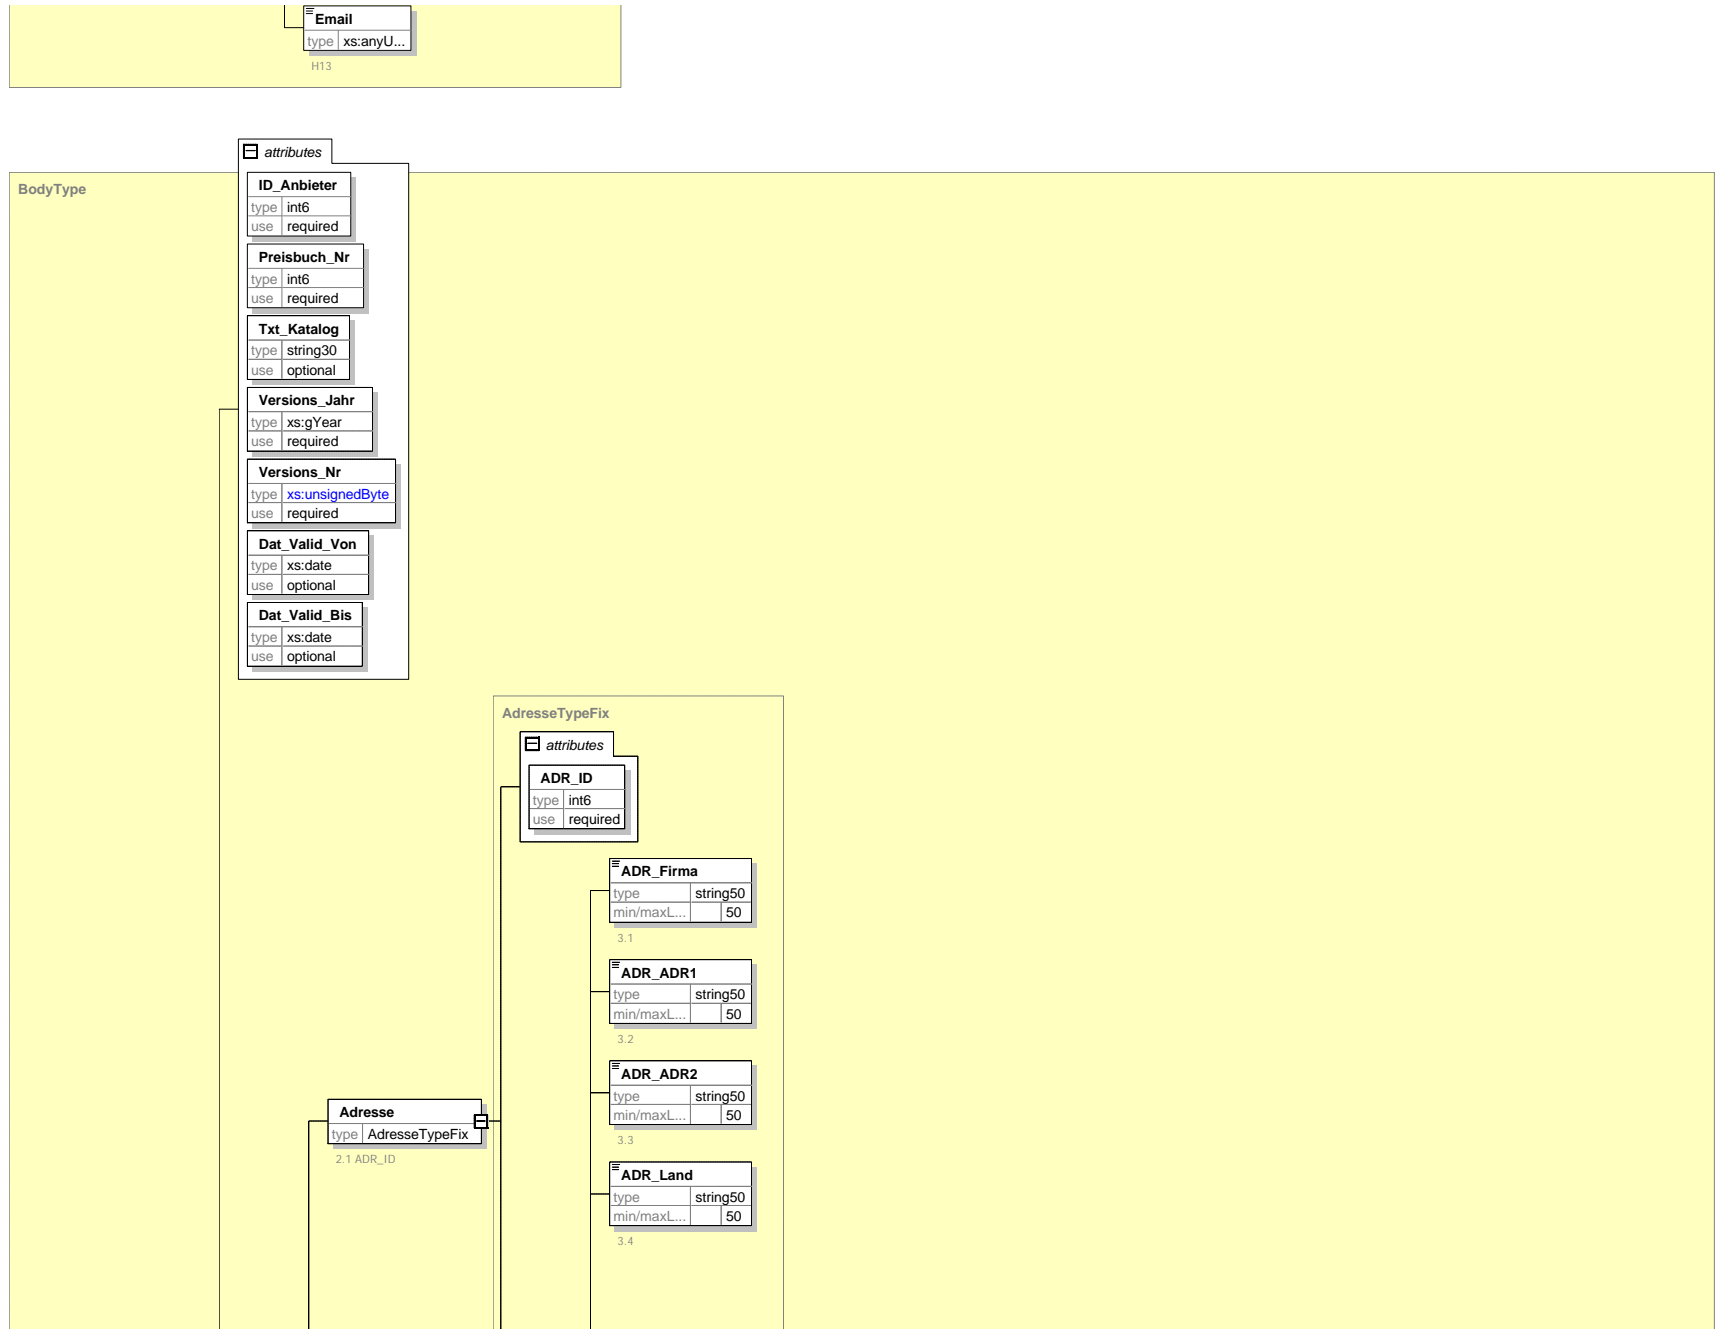 Email
type xs:anyU...
H13
attributes
BodyType
ID_Anbieter
type int6
use required
Preisbuch_Nr
type int6
use required
Txt_Katalog
type string30
use optional
Versions_Jahr
type xs:gYear
use required
Versions_Nr
type xs:unsignedByte
use required
Dat_Valid_Von
type xs:date
use optional
Dat_Valid_Bis
type xs:date
use optional
AdresseTypeFix
attributes
ADR_ID
type int6
use required
ADR_Firma
type string50
min/maxL... 50
3.1
ADR_ADR1
type string50
min/maxL... 50
3.2
ADR_ADR2
type string50
min/maxL... 50
3.3
Adresse
type AdresseTypeFix
2.1 ADR_ID
ADR_Land
type string50
min/maxL... 50
3.4